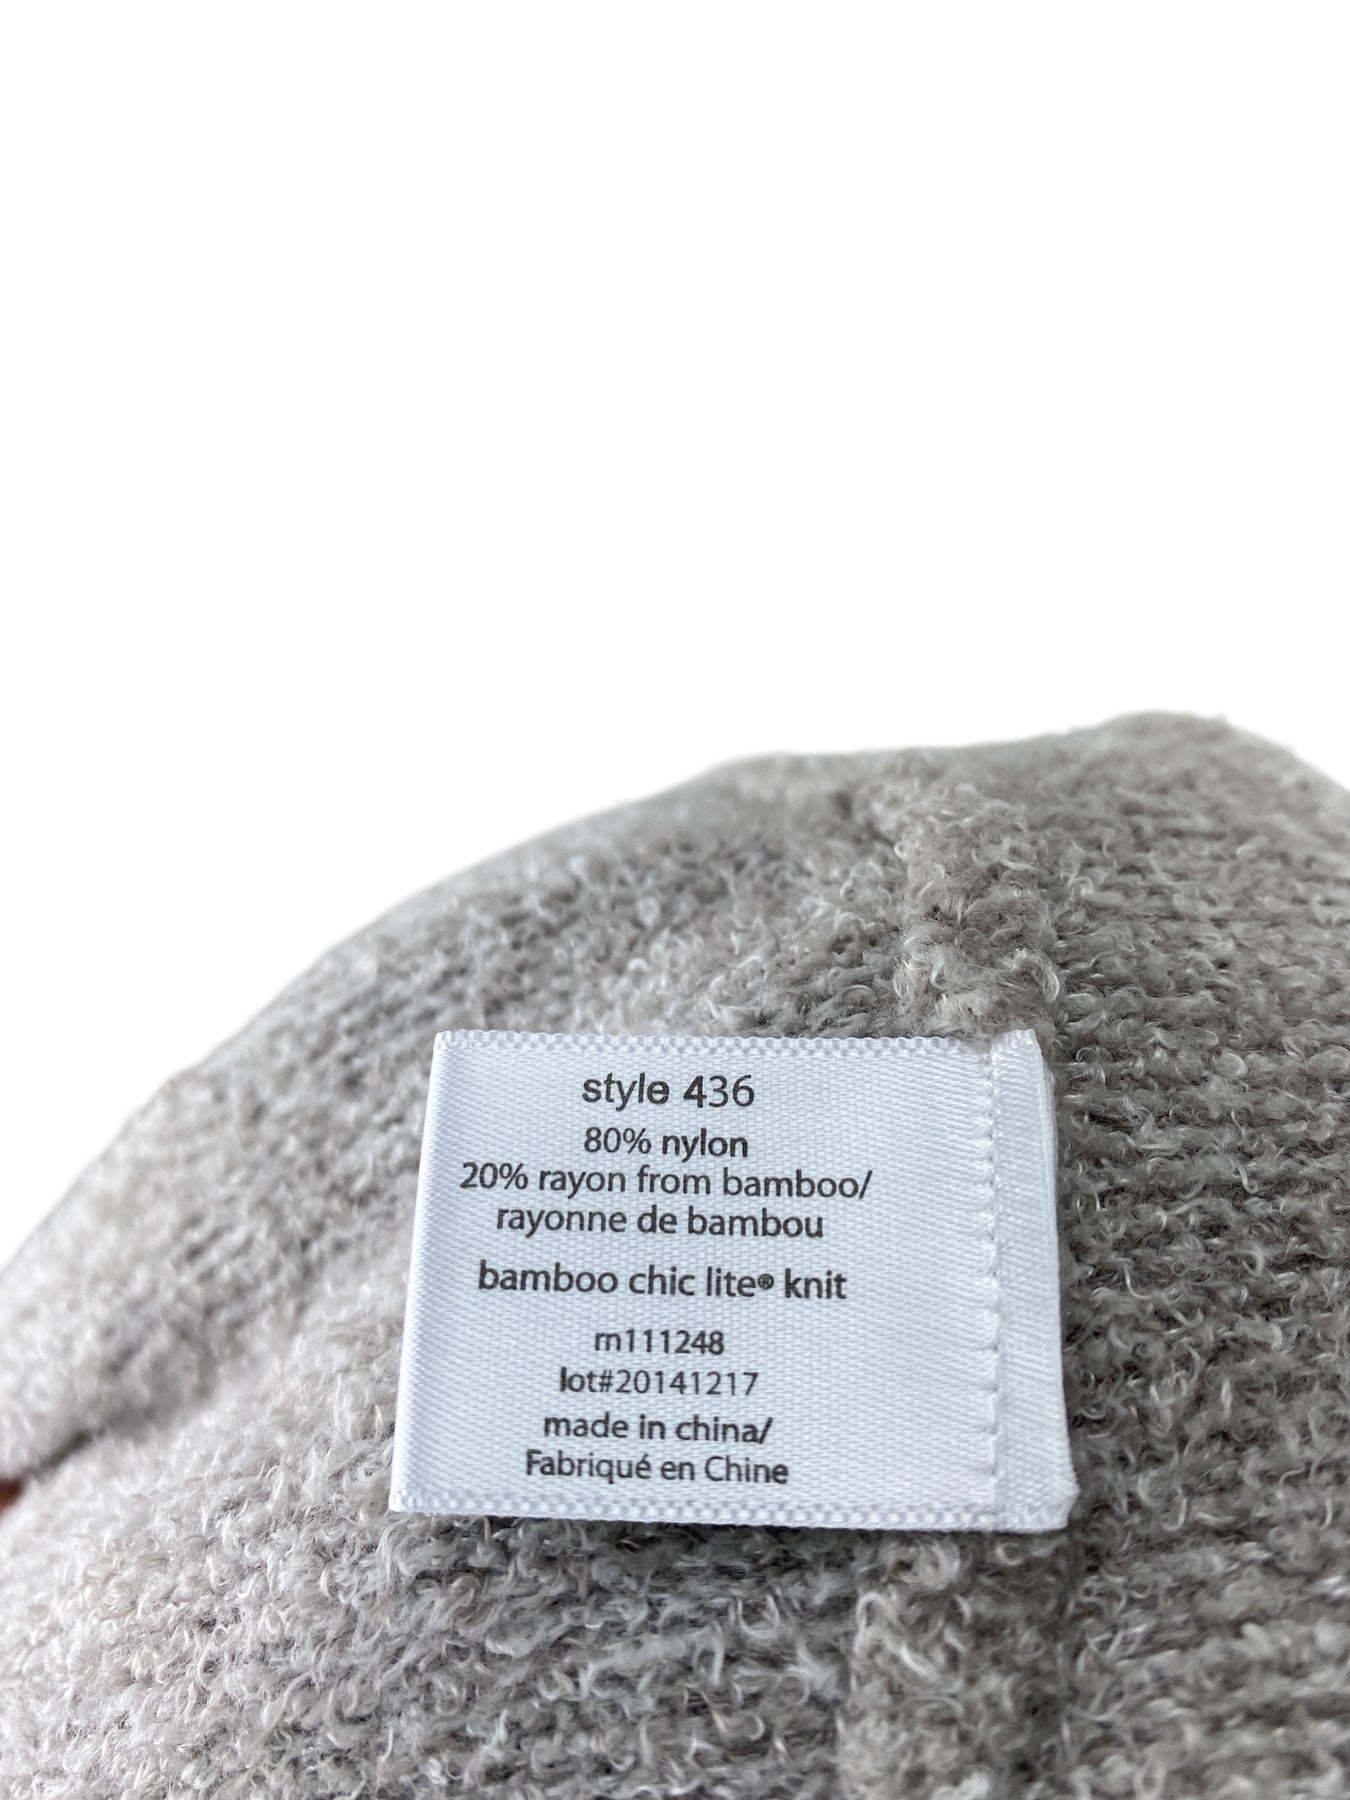 style 436
80% nylon
20% rayon from bamboo/
rayonne de bambou
bamboo chic lite® knit
rn111248
lot#20141217
made in china/
Fabriqué en Chine